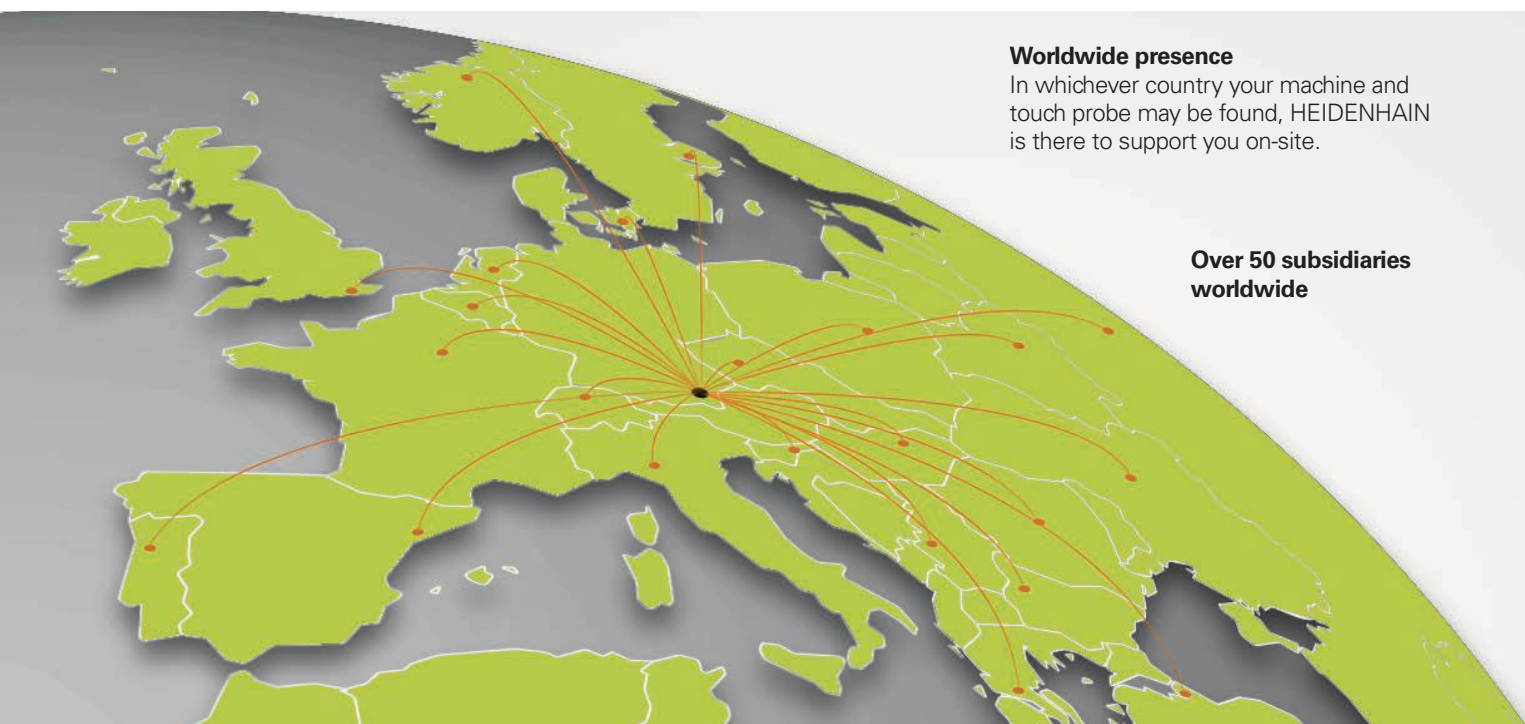 Worldwide presence
In whichever country your machine and
touch probe may be found, HEIDENHAIN
is there to support you on-site.
Over 50 subsidiaries
worldwide